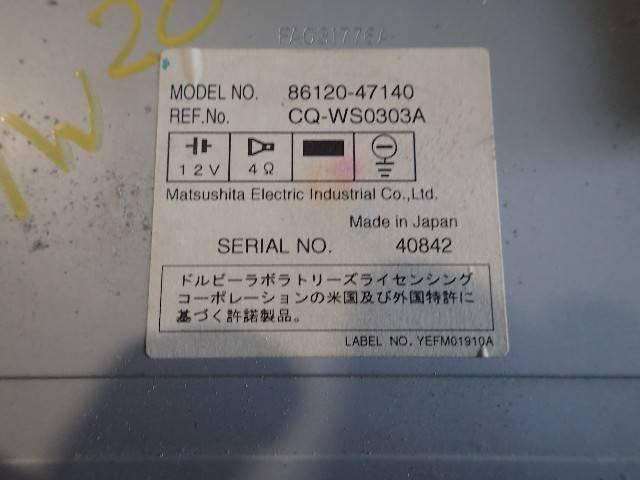 MODEL NO. 86120-47140
REF.No. CQ-WS0303A
12V 4Ω
Matsushita Electric Industrial Co.,Ltd.
Made in Japan
SERIAL NO. 40842
ドルビーラボラトリーズライセンシング
コーポレーションの米国及び外国特許に
基づく許諾製品。
LABEL NO. YEFM01910A